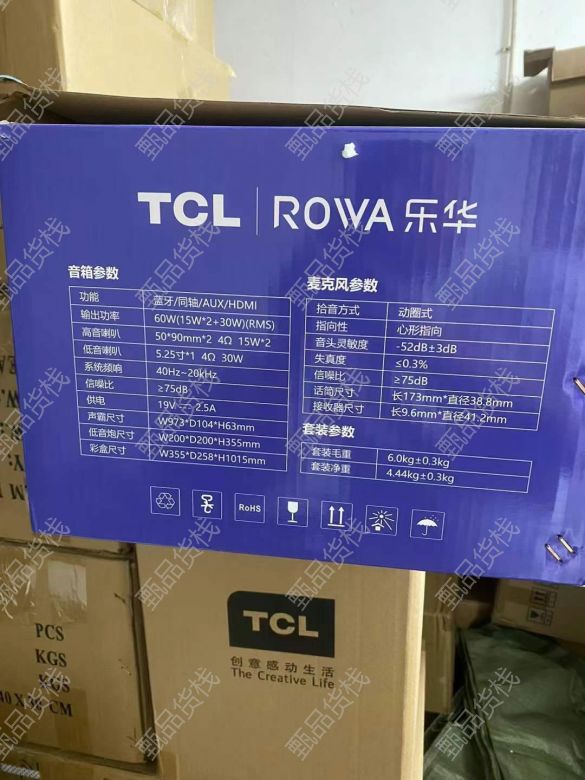 TCL | ROWA 乐华
音箱参数
功能 蓝牙/同轴/AUX/HDMI
输出功率 60W(15W*2+30W)(RMS)
高音喇叭 50*90mm*2 4Ω 15W*2
低音喇叭 5.25寸*1 4Ω 30W
系统频响 40Hz~20kHz
信噪比 ≥75dB
供电 19V⎓2.5A
声霸尺寸 W973*D104*H63mm
低音炮尺寸 W200*D200*H355mm
彩盒尺寸 W355*D258*H1015mm
麦克风参数
拾音方式 动圈式
指向性 心形指向
音头灵敏度 -52dB±3dB
失真度 ≤0.3%
信噪比 ≥75dB
话筒尺寸 长173mm*直径38.8mm
接收器尺寸 长9.6mm*直径41.2mm
套装参数
套装毛重 6.0kg±0.3kg
套装净重 4.44kg±0.3kg
RoHS
TCL
创意感动生活
The Creative Life
PCS
KGS
KGS
40 X 36 CM
甄品货栈